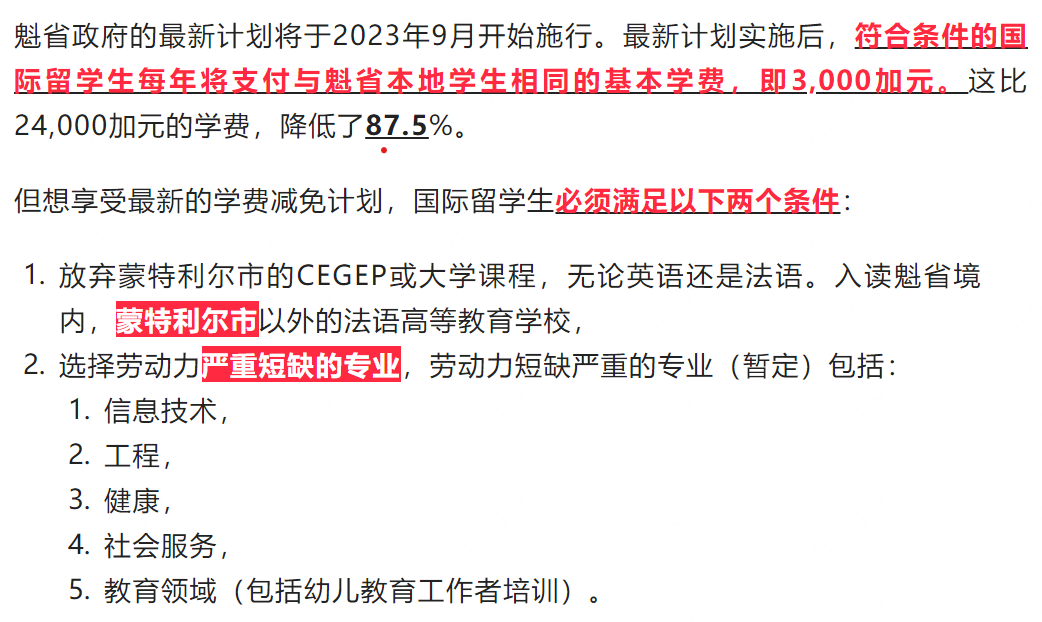 魁省政府的最新计划将于2023年9月开始施行。最新计划实施后，符合条件的国
际留学生每年将支付与魁省本地学生相同的基本学费，即3,000加元。这比
24,000加元的学费，降低了87.5%。
但想享受最新的学费减免计划，国际留学生必须满足以下两个条件：
1. 放弃蒙特利尔市的CEGEP或大学课程，无论英语还是法语。入读魁省境
内，蒙特利尔市以外的法语高等教育学校，
2. 选择劳动力严重短缺的专业，劳动力短缺严重的专业（暂定）包括：
1. 信息技术，
2. 工程，
3. 健康，
4. 社会服务，
5. 教育领域（包括幼儿教育工作者培训）。